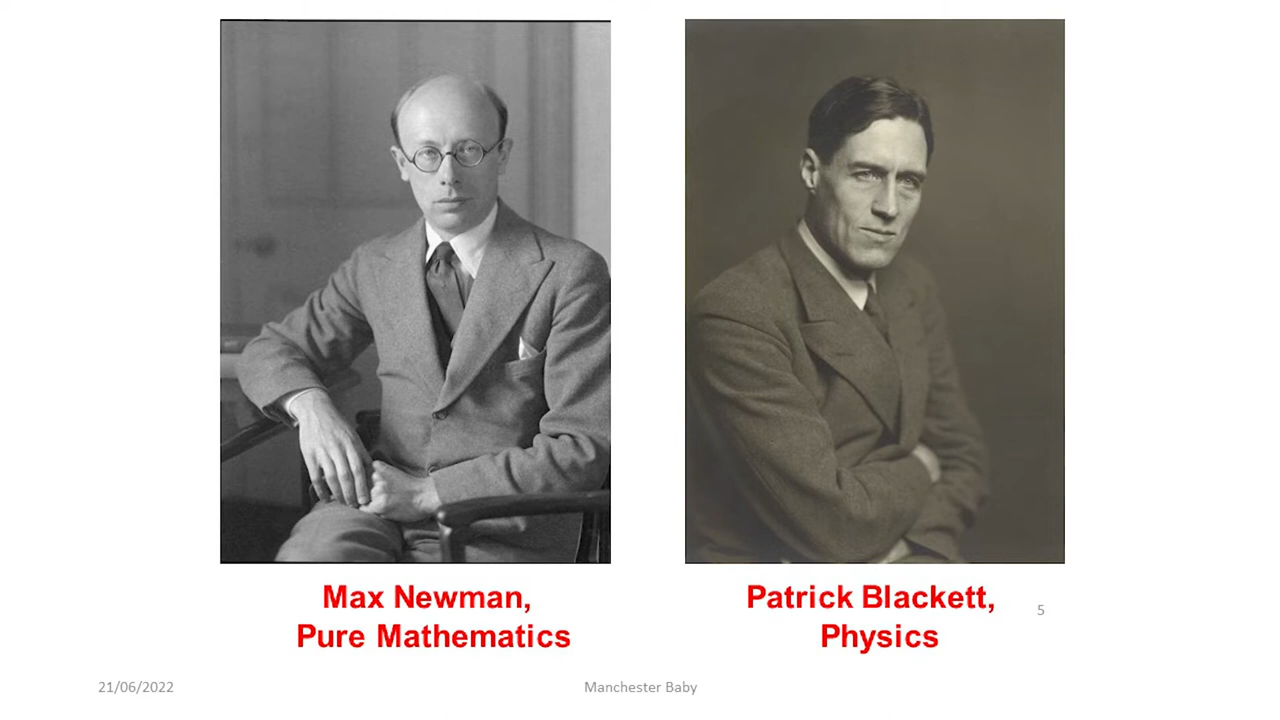 Max Newman,
Pure Mathematics
Patrick Blackett,
Physics
5
21/06/2022
Manchester Baby